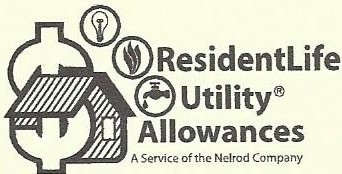 ResidentLife
Utility®
Allowances
A Service of the Nelrod Company